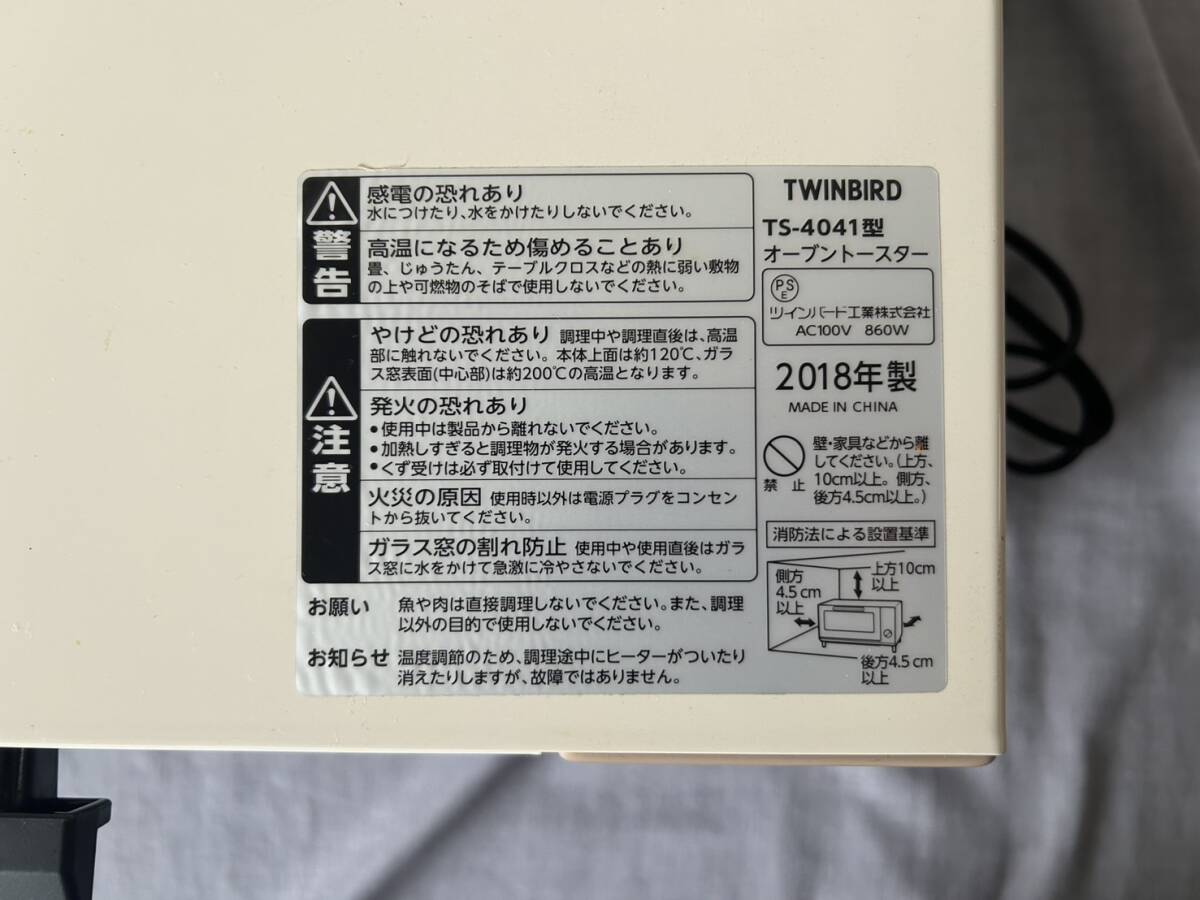 警告
感電の恐れあり
水につけたり、水をかけたりしないでください。
高温になるため傷めることあり
畳、じゅうたん、テーブルクロスなどの熱に弱い敷物
の上や可燃物のそばで使用しないでください。
注意
やけどの恐れあり 調理中や調理直後は、高温
部に触れないでください。本体上面は約120℃、ガラ
ス窓表面(中心部)は約200℃の高温となります。
発火の恐れあり
●使用中は製品から離れないでください。
●加熱しすぎると調理物が発火する場合があります。
●くず受けは必ず取付けて使用してください。
火災の原因 使用時以外は電源プラグをコンセン
トから抜いてください。
ガラス窓の割れ防止 使用中や使用直後はガラ
ス窓に水をかけて急激に冷やさないでください。
お願い 魚や肉は直接調理しないでください。また、調理
以外の目的で使用しないでください。
お知らせ 温度調節のため、調理途中にヒーターがついたり
消えたりしますが、故障ではありません。
TWINBIRD
TS-4041型
オーブントースター
PS
E
ツインバード工業株式会社
AC100V 860W
2018年製
MADE IN CHINA
禁止
壁・家具などから離
してください。(上方、
10cm以上。側方、
後方4.5cm以上。)
消防法による設置基準
側方
4.5cm
以上
上方10cm
以上
後方4.5cm
以上